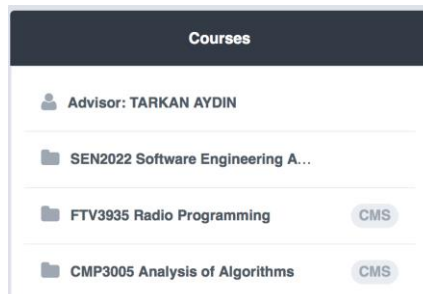 Courses
Advisor: TARKAN AYDIN
SEN2022 Software Engineering A...
FTV3935 Radio Programming CMS
CMP3005 Analysis of Algorithms CMS